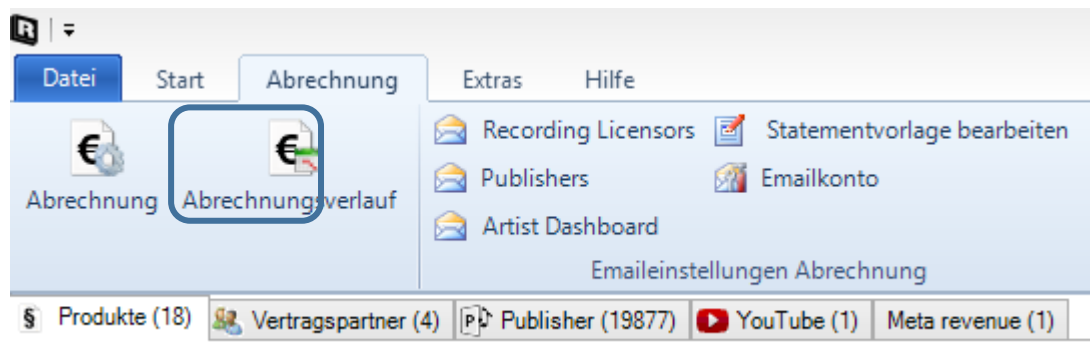 Datei Start Abrechnung Extras Hilfe
Abrechnung Abrechnungsverlauf
Recording Licensors Statementvorlage bearbeiten
Publishers Emailkonto
Artist Dashboard
Emaileinstellungen Abrechnung
§ Produkte (18) Vertragspartner (4) Publisher (19877) YouTube (1) Meta revenue (1)